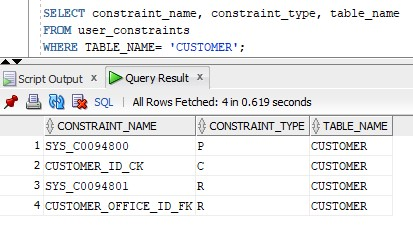 SELECT constraint_name, constraint_type, table_name
FROM user_constraints
WHERE TABLE_NAME= 'CUSTOMER';
Script Output x Query Result x
SQL | All Rows Fetched: 4 in 0.619 seconds
CONSTRAINT_NAME CONSTRAINT_TYPE TABLE_NAME
1 SYS_C0094800 P CUSTOMER
2 CUSTOMER_ID_CK C CUSTOMER
3 SYS_C0094801 R CUSTOMER
4 CUSTOMER_OFFICE_ID_FK R CUSTOMER